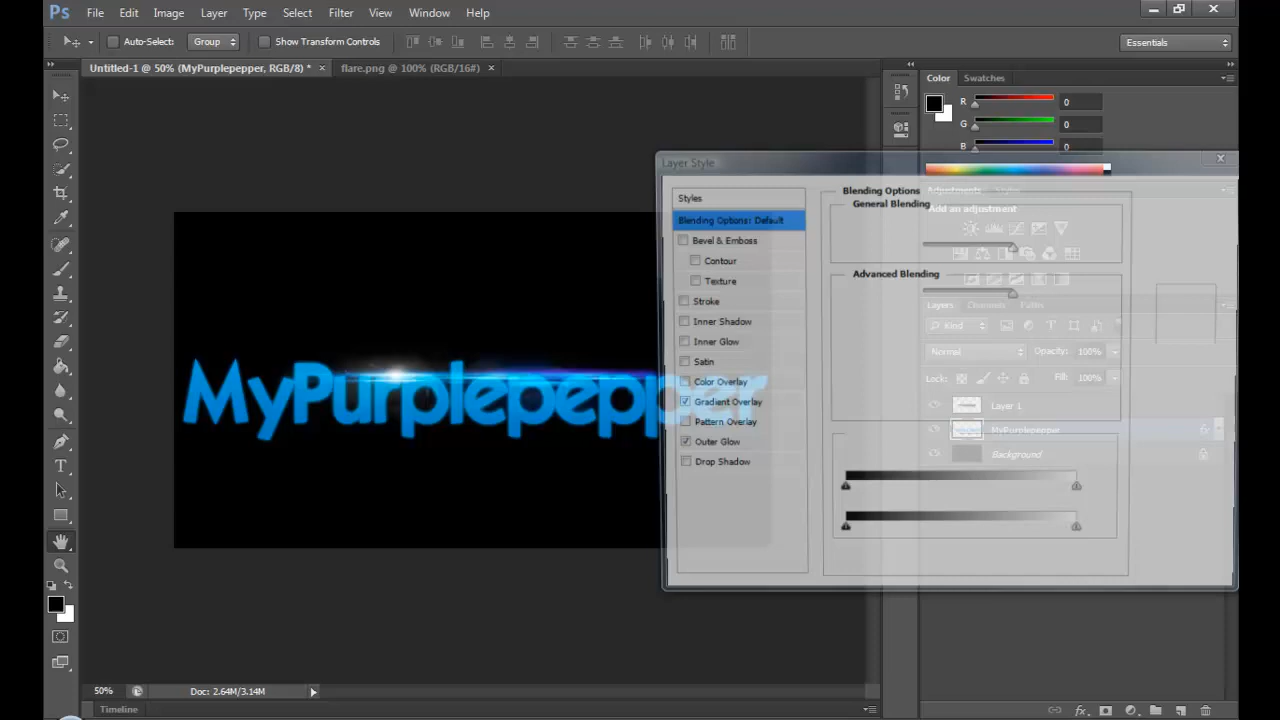 Ps File Edit Image Layer Type Select Filter View Window Help
Auto-Select: Group Show Transform Controls Essentials
Untitled-1 @ 50% (MyPurplepepper, RGB/8) * × flare.png @ 100% (RGB/16#) ×
Color Swatches
R 0
G 0
B 0
Layer Style
Adjustments Styles
Add an adjustment
Styles
Blending Options: Default
Bevel & Emboss
Contour
Texture
Stroke
Inner Shadow
Inner Glow
Satin
Color Overlay
Gradient Overlay
Pattern Overlay
Outer Glow
Drop Shadow
Blending Options
General Blending
Advanced Blending
Layers Channels Paths
Kind
Normal Opacity: 100%
Lock: Fill: 100%
Layer 1
MyPurplepepper fx
Background
MyPurplepepper
50% Doc: 2.64M/3.14M
Timeline
fx